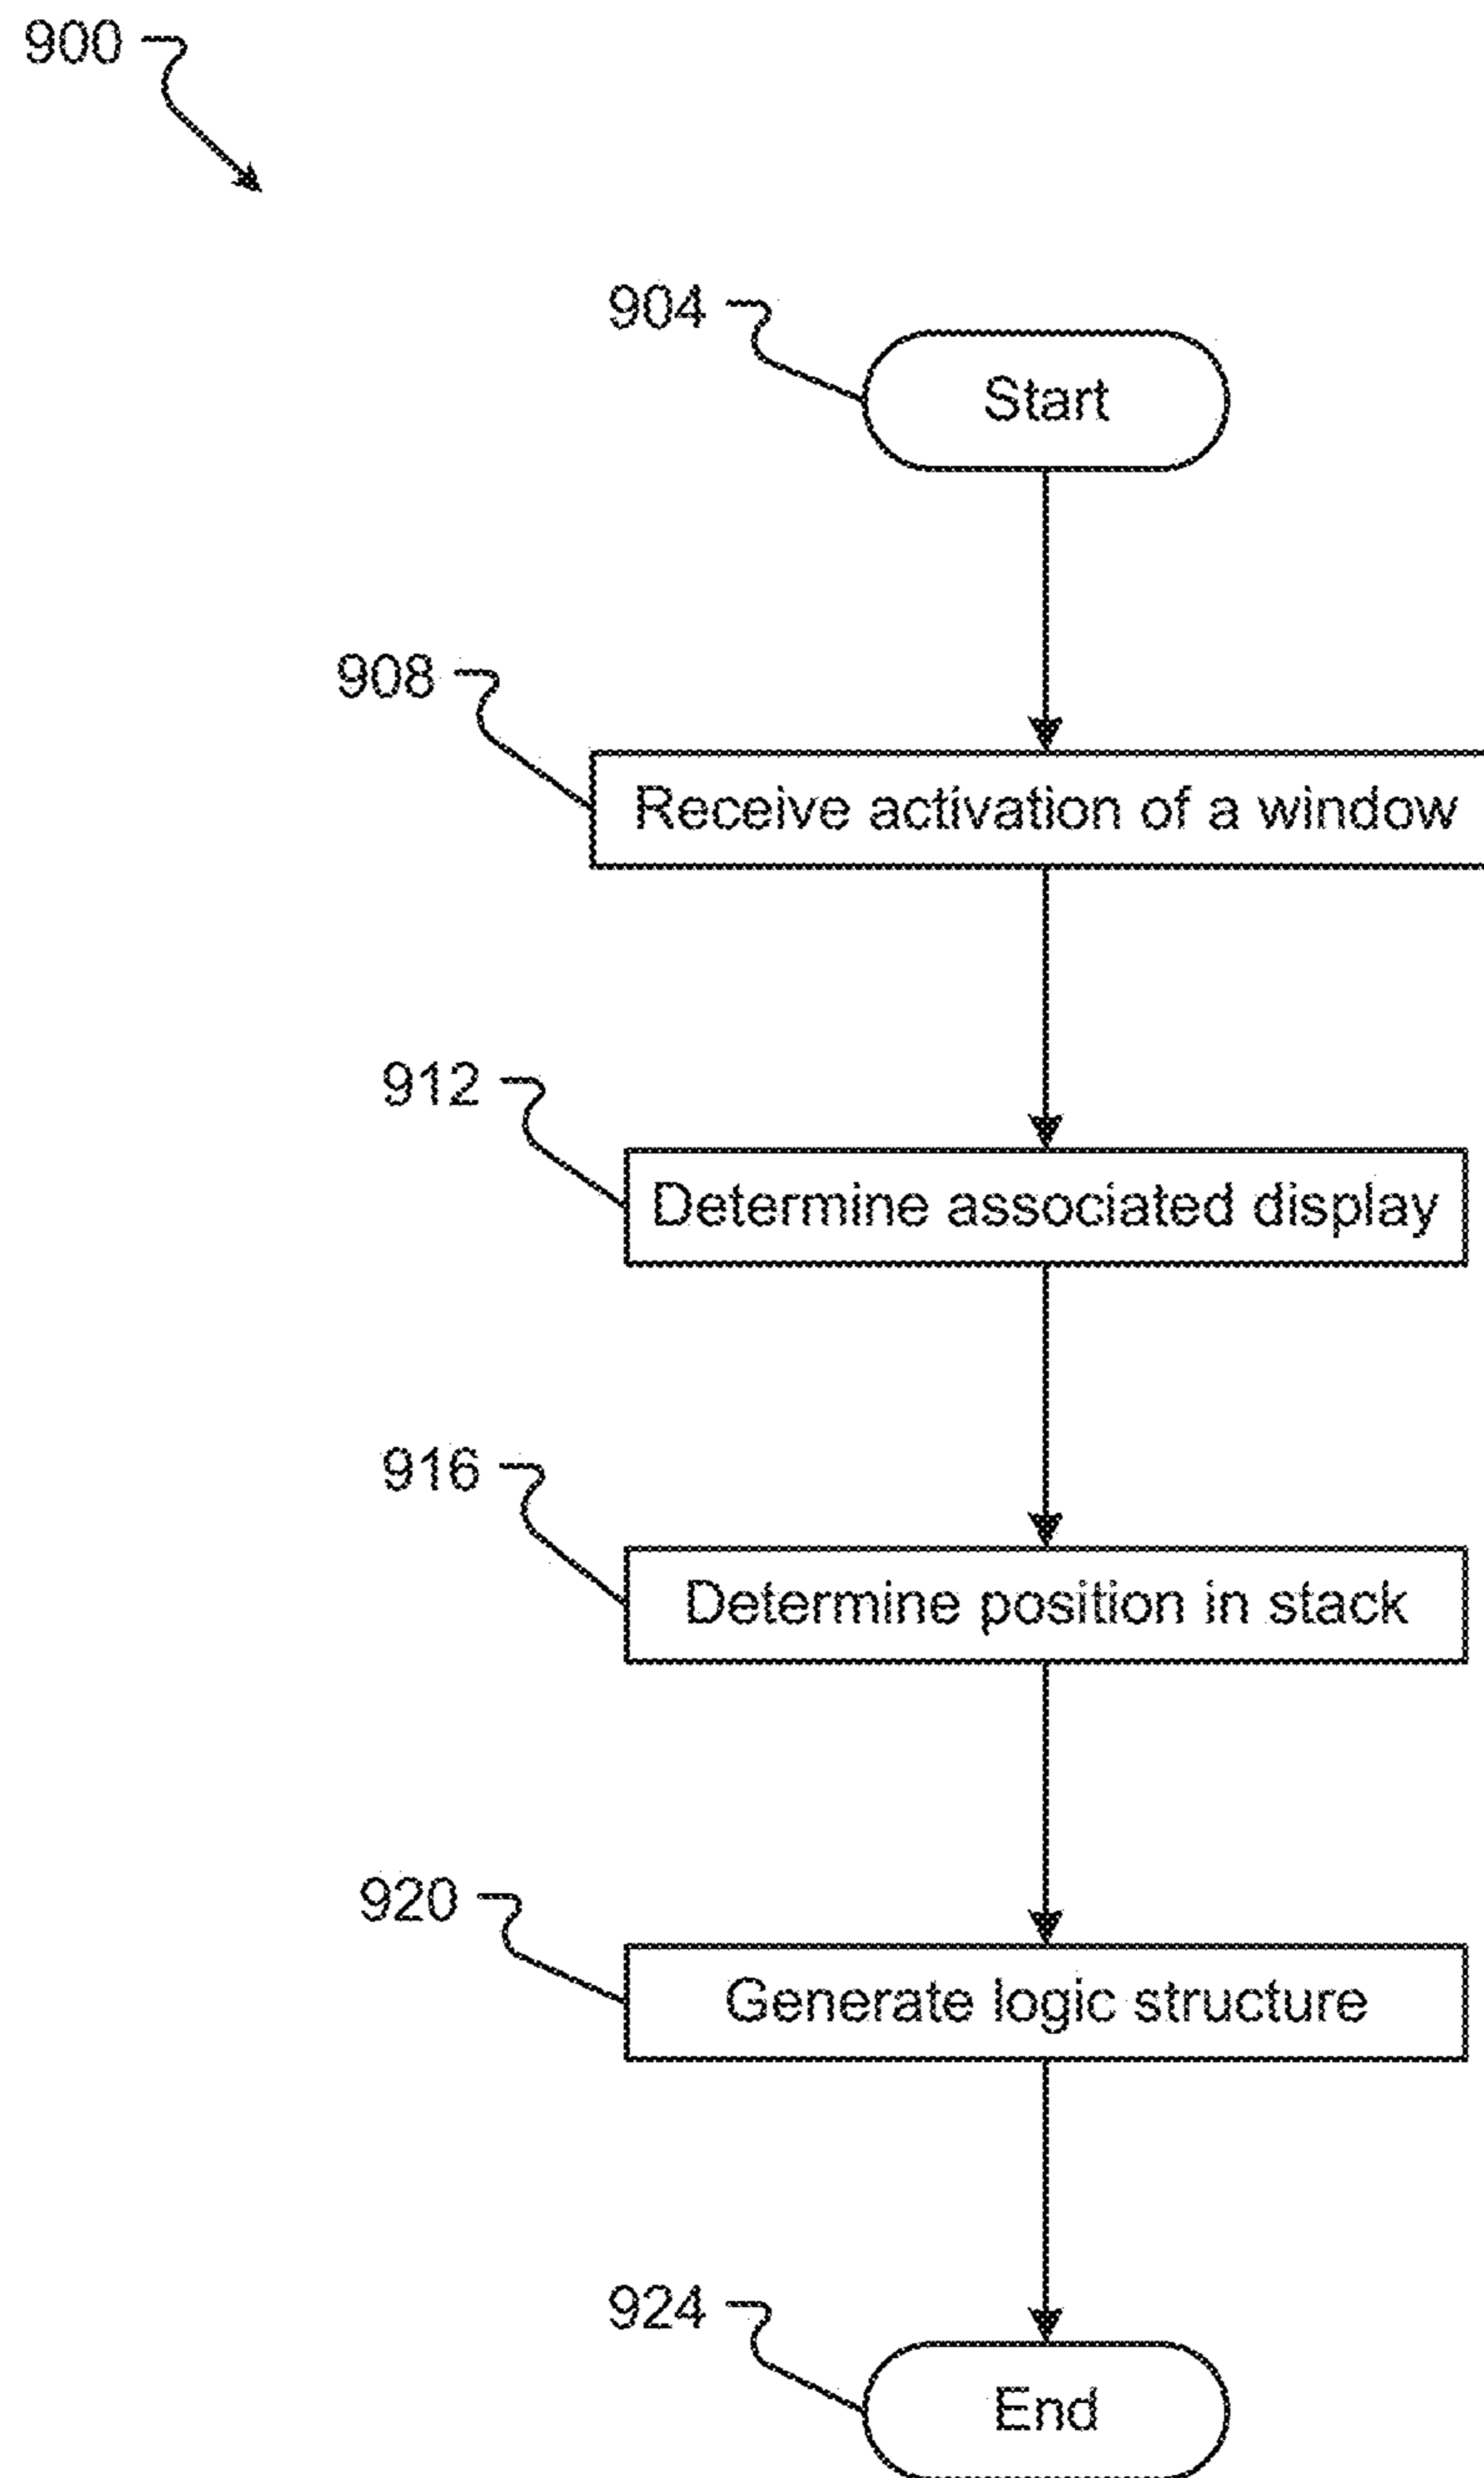 900
904
Start
908
Receive activation of a window
912
Determine associated display
916
Determine position in stack
920
Generate logic structure
924
End